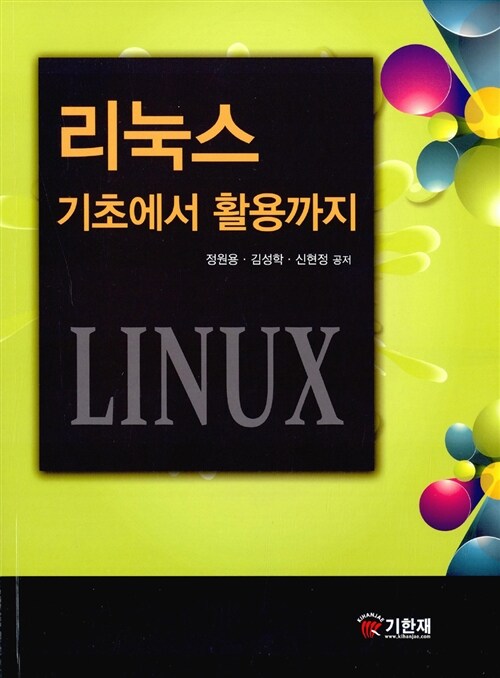 리눅스
기초에서 활용까지
정원용 · 김성학 · 신현정 공저
LINUX
KIHANJAE
기한재
www.kihanjae.com